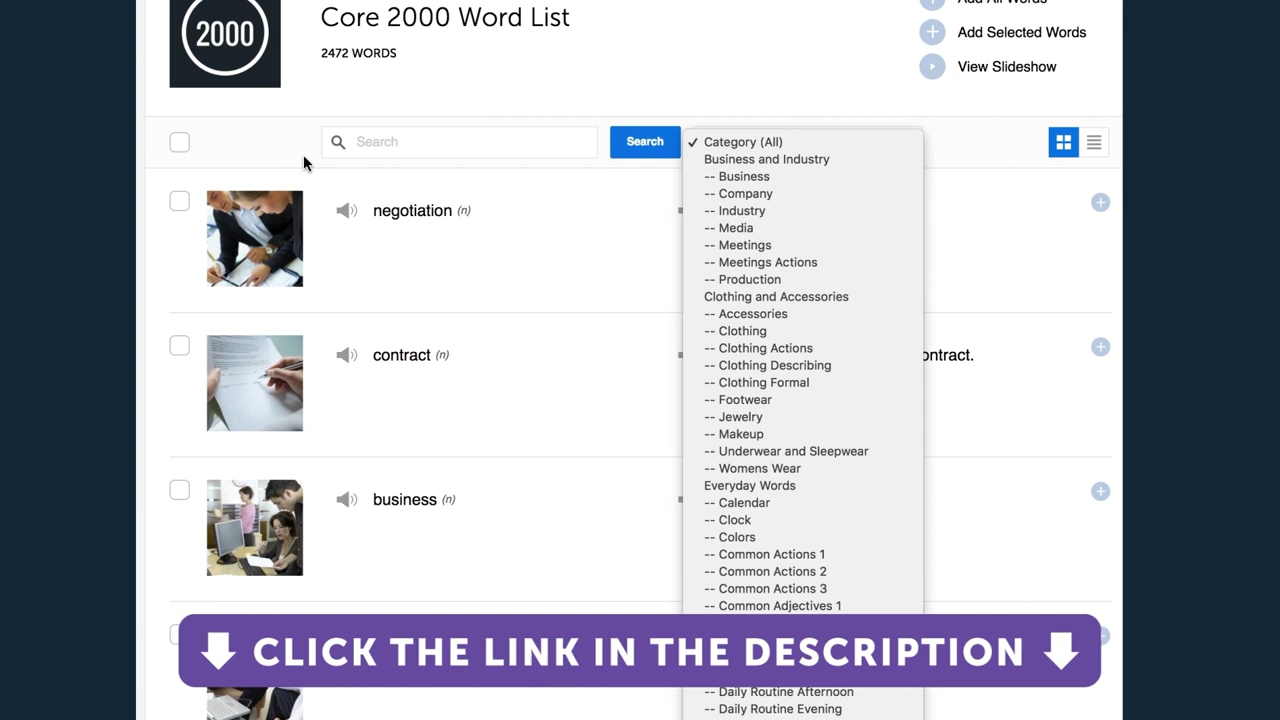 Add All Words
2000
Core 2000 Word List
2472 WORDS
Add Selected Words
View Slideshow
Search
Search
✓ Category (All)
Business and Industry
-- Business
-- Company
-- Industry
-- Media
-- Meetings
-- Meetings Actions
-- Production
Clothing and Accessories
-- Accessories
-- Clothing
-- Clothing Actions
-- Clothing Describing
-- Clothing Formal
-- Footwear
-- Jewelry
-- Makeup
-- Underwear and Sleepwear
-- Womens Wear
Everyday Words
-- Calendar
-- Clock
-- Colors
-- Common Actions 1
-- Common Actions 2
-- Common Actions 3
-- Common Adjectives 1
-- Daily Routine Afternoon
-- Daily Routine Evening
negotiation (n)
contract (n)
ontract.
business (n)
CLICK THE LINK IN THE DESCRIPTION